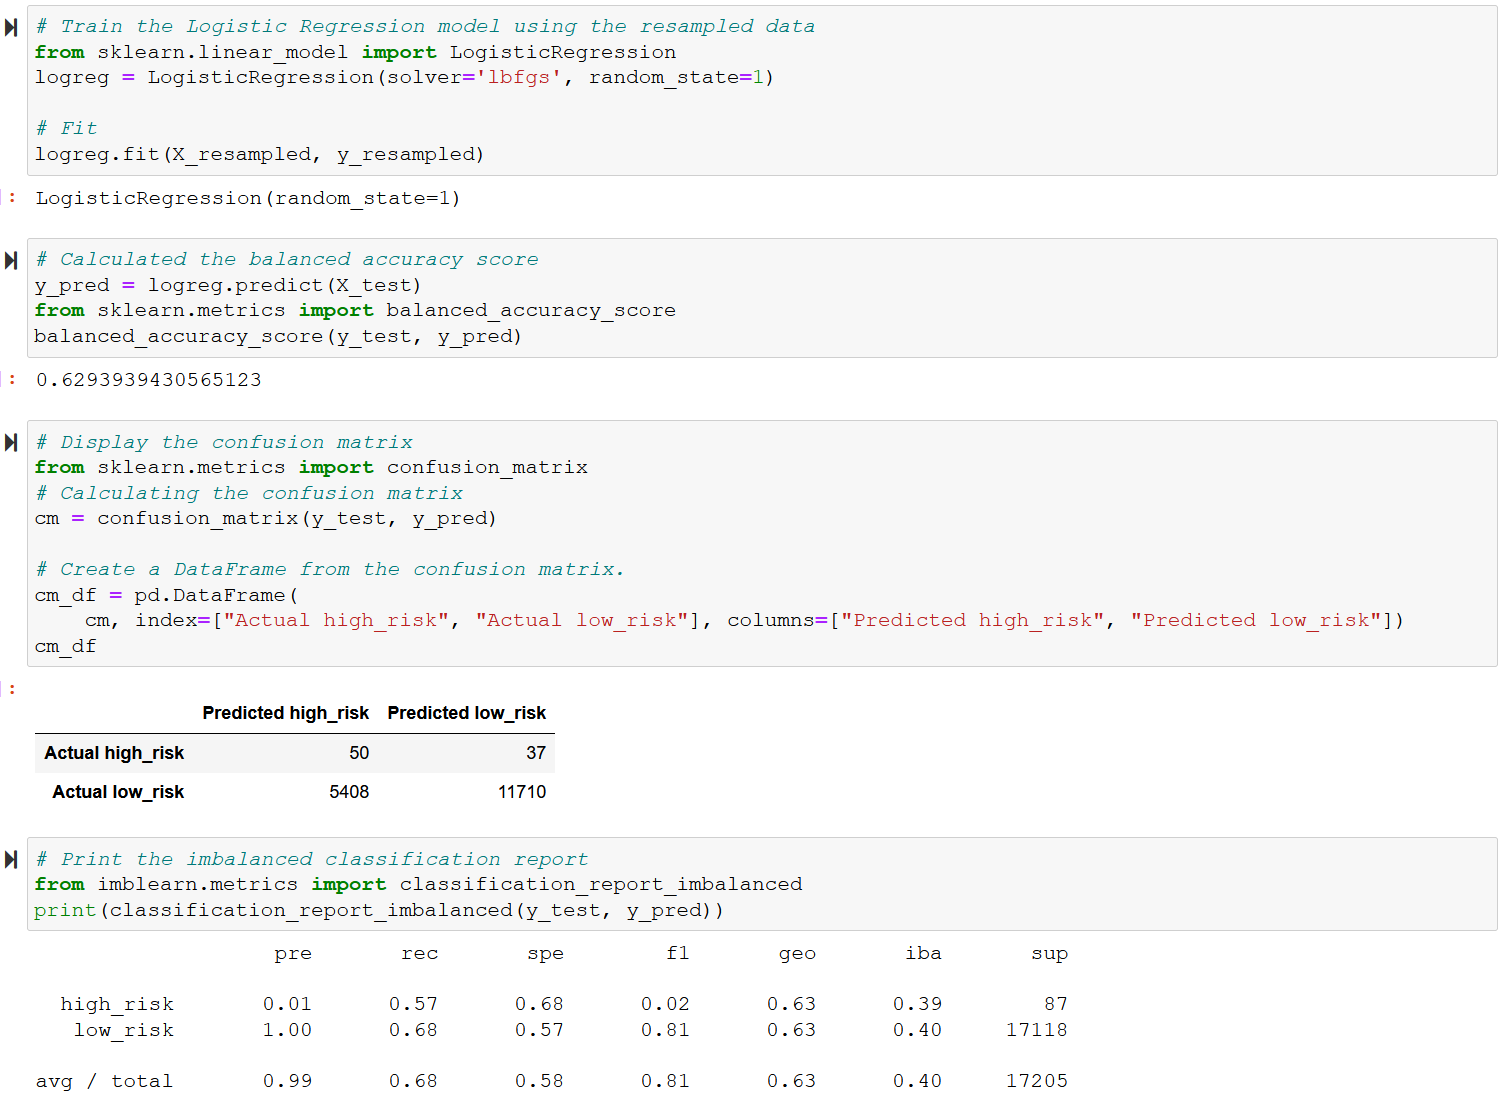 # Train the Logistic Regression model using the resampled data
from sklearn.linear_model import LogisticRegression
logreg = LogisticRegression(solver='lbfgs', random_state=1)
# Fit
logreg.fit(X_resampled, y_resampled)
: LogisticRegression(random_state=1)
# Calculated the balanced accuracy score
y_pred = logreg.predict(X_test)
from sklearn.metrics import balanced_accuracy_score
balanced_accuracy_score(y_test, y_pred)
: 0.6293939430565123
# Display the confusion matrix
from sklearn.metrics import confusion_matrix
# Calculating the confusion matrix
cm = confusion_matrix(y_test, y_pred)
# Create a DataFrame from the confusion matrix.
cm_df = pd.DataFrame(
    cm, index=["Actual high_risk", "Actual low_risk"], columns=["Predicted high_risk", "Predicted low_risk"])
cm_df
:
Predicted high_risk Predicted low_risk
Actual high_risk 50 37
Actual low_risk 5408 11710
# Print the imbalanced classification report
from imblearn.metrics import classification_report_imbalanced
print(classification_report_imbalanced(y_test, y_pred))
pre rec spe f1 geo iba sup
high_risk 0.01 0.57 0.68 0.02 0.63 0.39 87
low_risk 1.00 0.68 0.57 0.81 0.63 0.40 17118
avg / total 0.99 0.68 0.58 0.81 0.63 0.40 17205